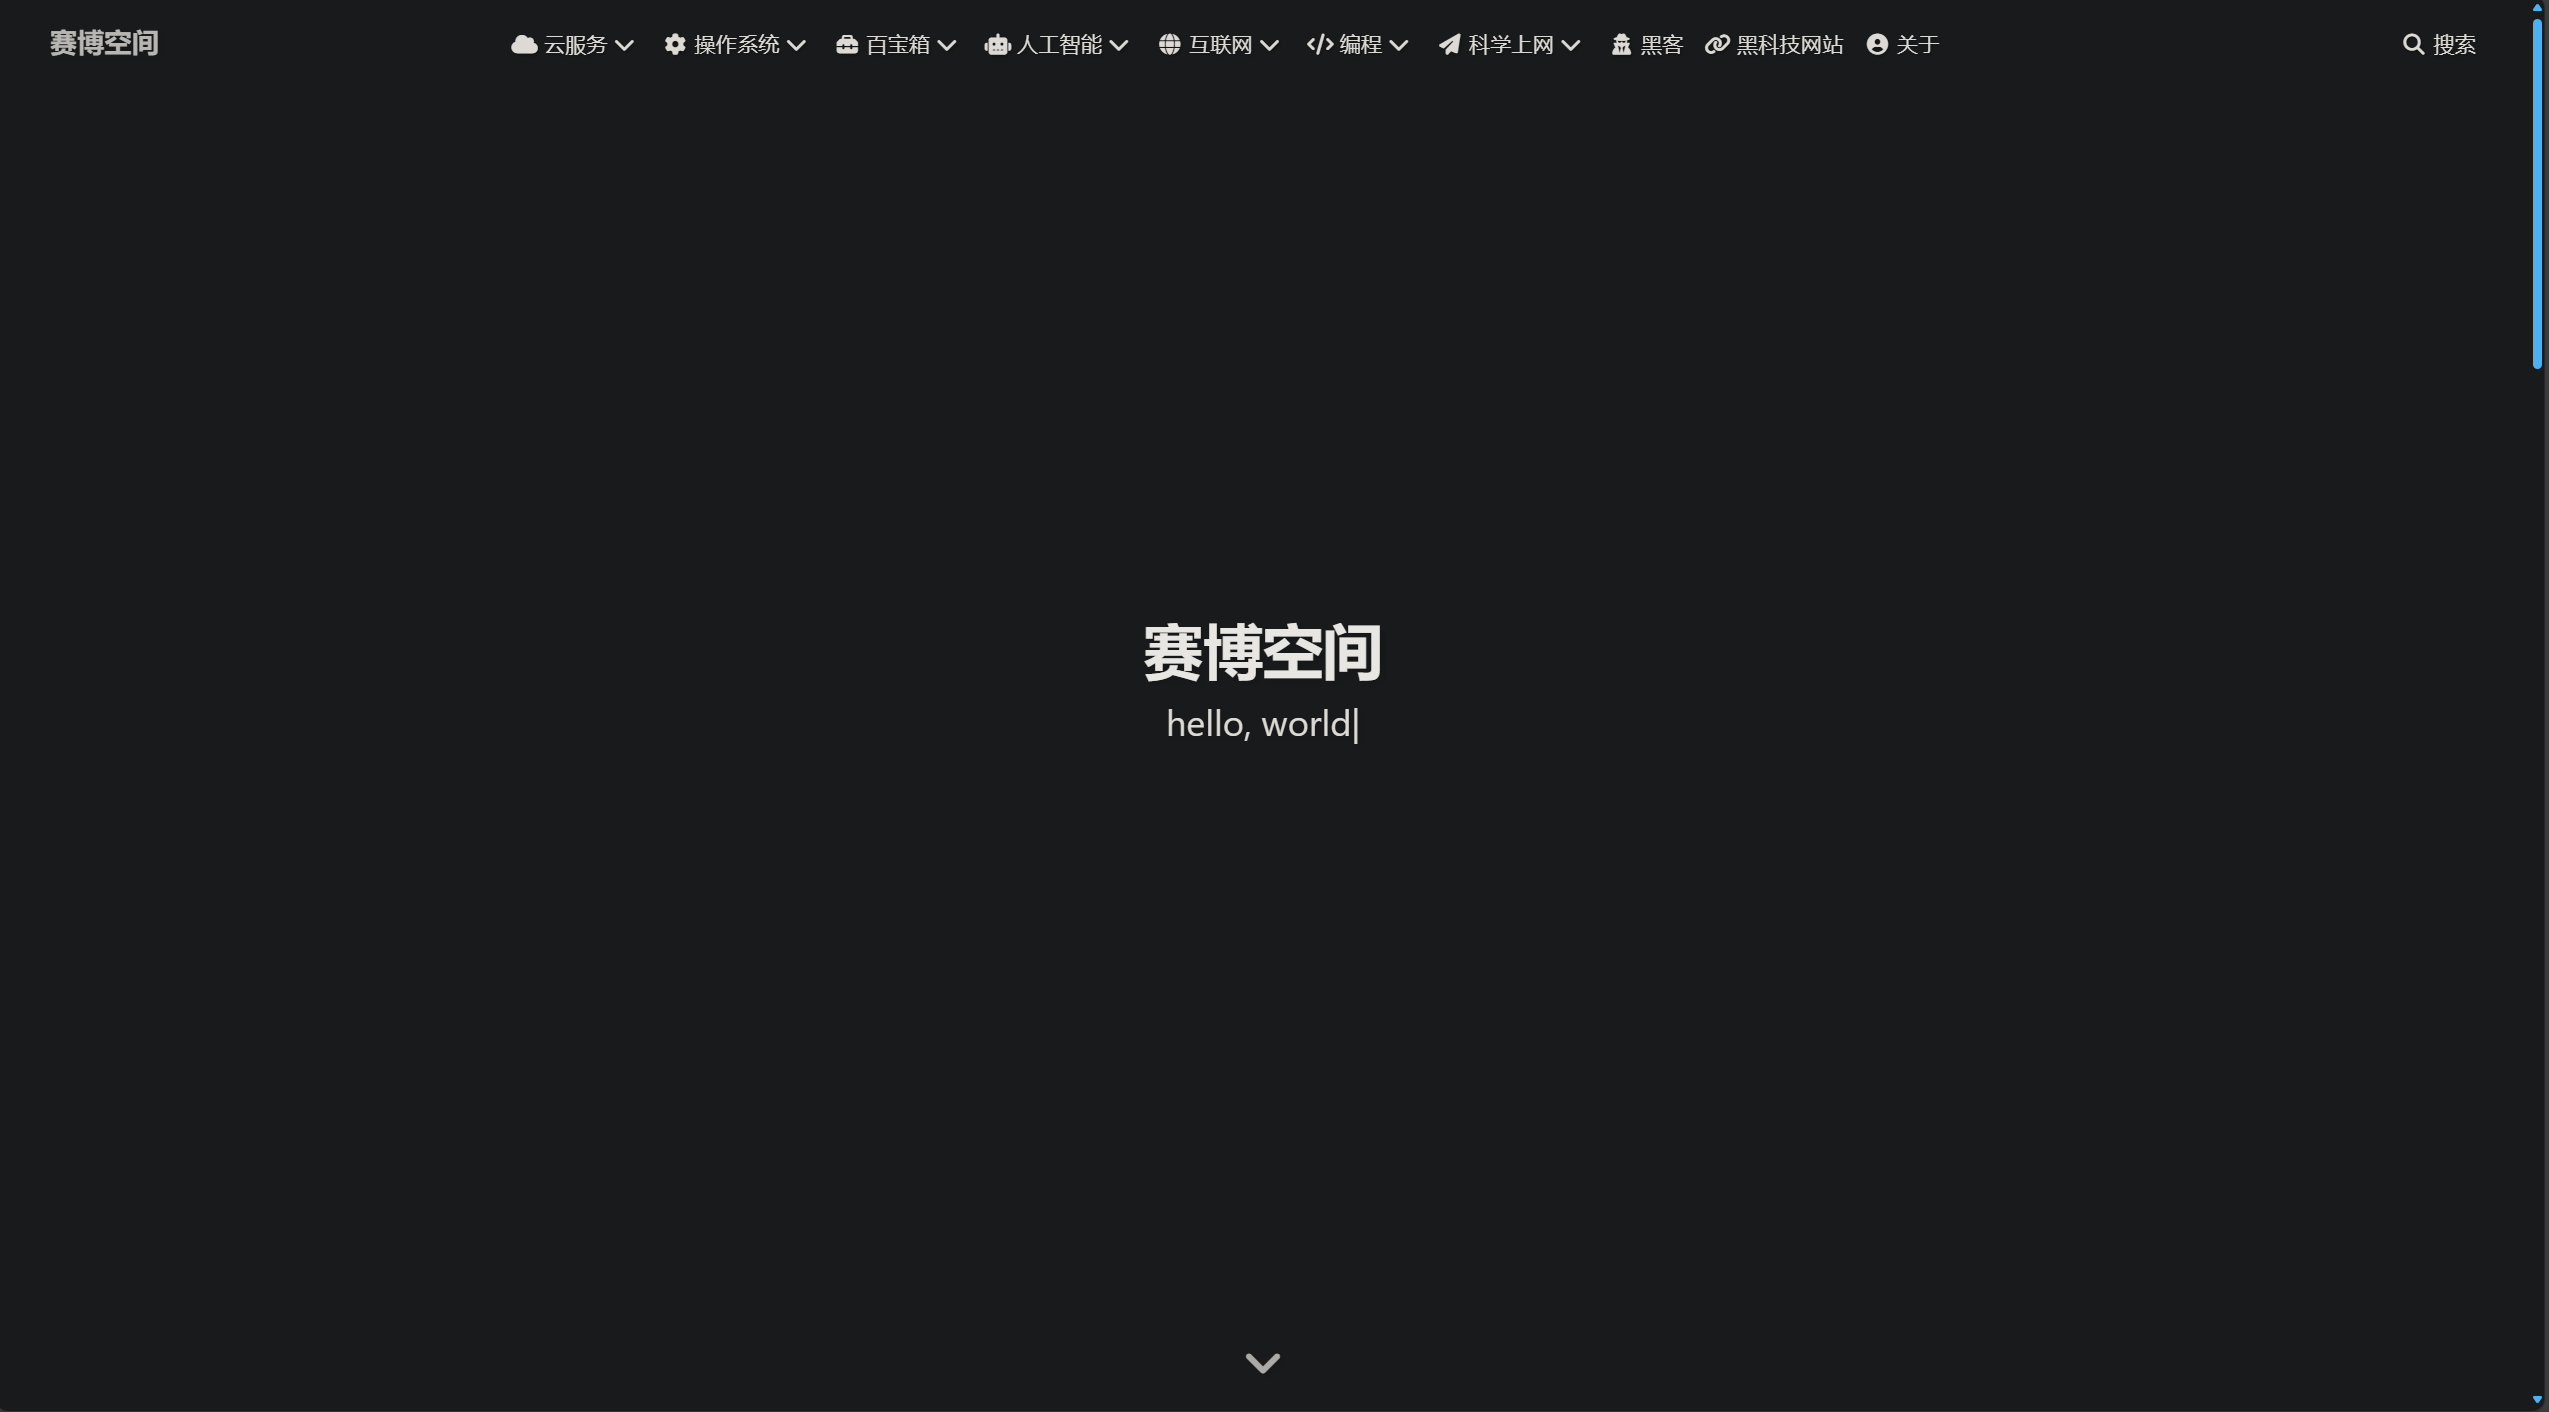 赛博空间
云服务 操作系统 百宝箱 人工智能 互联网 编程 科学上网 黑客 黑科技网站 关于
搜索
赛博空间
hello, world|